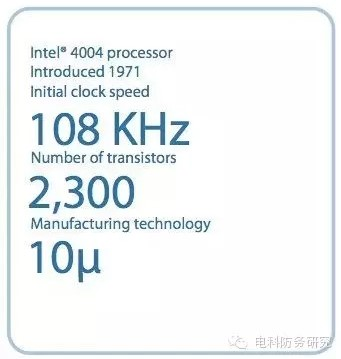 Intel® 4004 processor
Introduced 1971
Initial clock speed
108 KHz
Number of transistors
2,300
Manufacturing technology
10µ
电科防务研究